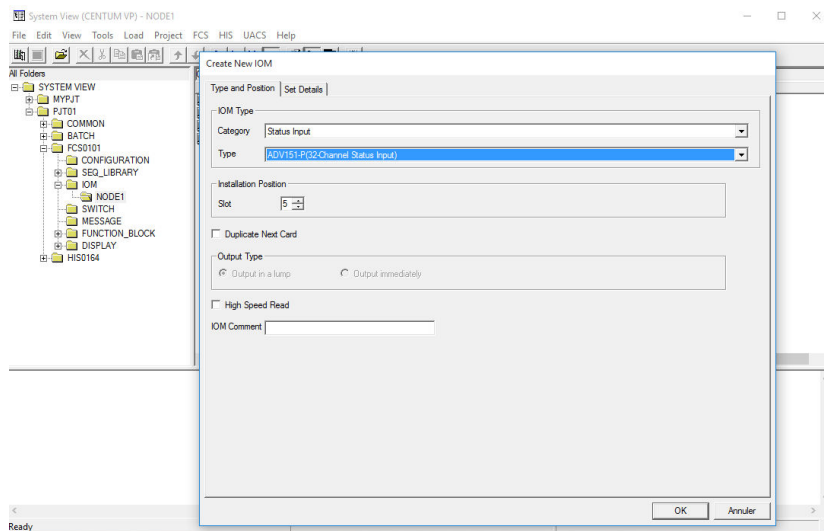 System View (CENTUM VP) - NODE1
File Edit View Tools Load Project FCS HIS UACS Help
All Folders
SYSTEM VIEW
MYPJT
PJT01
COMMON
BATCH
FCS0101
CONFIGURATION
SEQ_LIBRARY
IOM
NODE1
SWITCH
MESSAGE
FUNCTION_BLOCK
DISPLAY
HIS0164
Create New IOM
Type and Position Set Details
IOM Type
Category Status Input
Type ADV151-P(32-Channel Status Input)
Installation Position
Slot 5
Duplicate Next Card
Output Type
Output in a lump Output immediately
High Speed Read
IOM Comment
OK Annuler
Ready